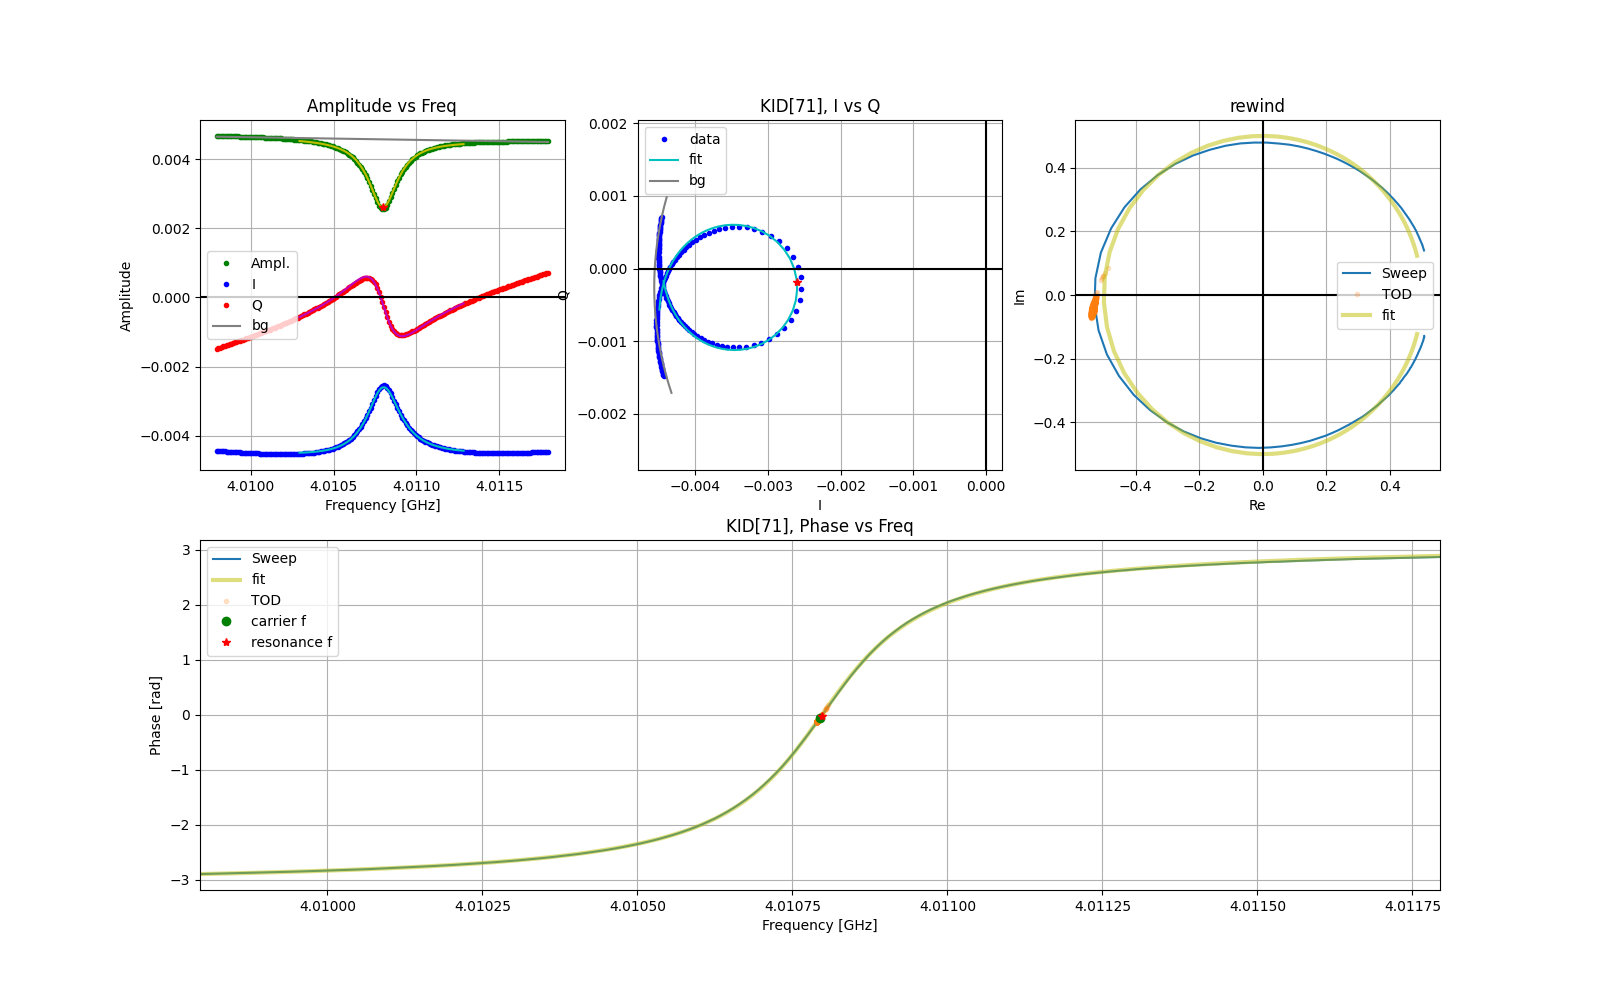 Amplitude vs Freq
Amplitude
0.004
0.002
0.000
−0.002
−0.004
Ampl.
I
Q
bg
4.0100
4.0105
4.0110
4.0115
Frequency [GHz]
KID[71], I vs Q
Q
0.002
0.001
0.000
−0.001
−0.002
data
fit
bg
−0.004
−0.003
−0.002
−0.001
0.000
I
rewind
Im
0.4
0.2
0.0
−0.2
−0.4
Sweep
TOD
fit
−0.4
−0.2
0.0
0.2
0.4
Re
KID[71], Phase vs Freq
Phase [rad]
3
2
1
0
−1
−2
−3
Sweep
fit
TOD
carrier f
resonance f
4.01000
4.01025
4.01050
4.01075
4.01100
4.01125
4.01150
4.01175
Frequency [GHz]